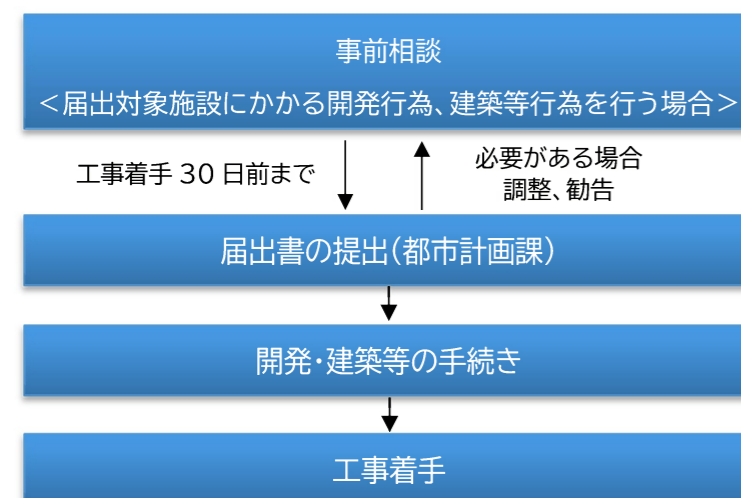 事前相談
＜届出対象施設にかかる開発行為、建築等行為を行う場合＞
工事着手 30 日前まで
必要がある場合
調整、勧告
届出書の提出（都市計画課）
開発・建築等の手続き
工事着手